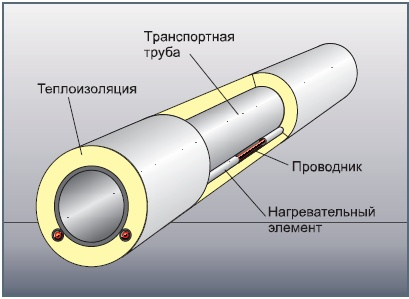 Транспортная
труба
Теплоизоляция
Проводник
Нагревательный
элемент